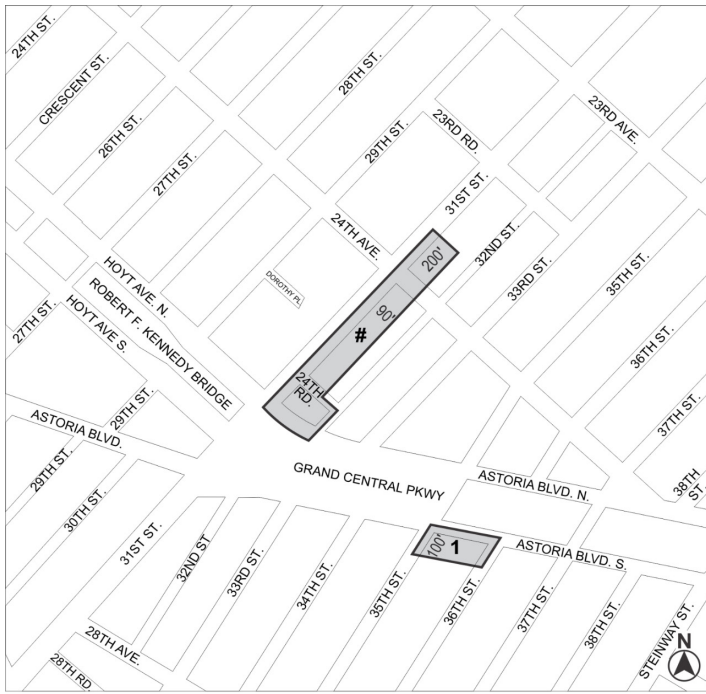 24TH ST.
CRESCENT ST.
26TH ST.
27TH ST.
28TH ST.
29TH ST.
23RD RD.
23RD AVE.
31ST ST.
32ND ST.
33RD ST.
35TH ST.
36TH ST.
37TH ST.
38TH
ST.
24TH AVE.
DOROTHY PL.
HOYT AVE. N.
ROBERT F. KENNEDY BRIDGE
HOYT AVE S.
27TH ST.
200'
90'
#
24TH
RD.
29TH ST.
ASTORIA BLVD.
29TH ST.
30TH ST.
31ST ST.
32ND ST
33RD ST.
34TH ST.
35TH ST.
36TH ST.
37TH ST.
38TH ST.
STEINWAY ST.
GRAND CENTRAL PKWY
ASTORIA BLVD. N.
ASTORIA BLVD. S.
100'
1
28TH AVE.
28TH RD.
N